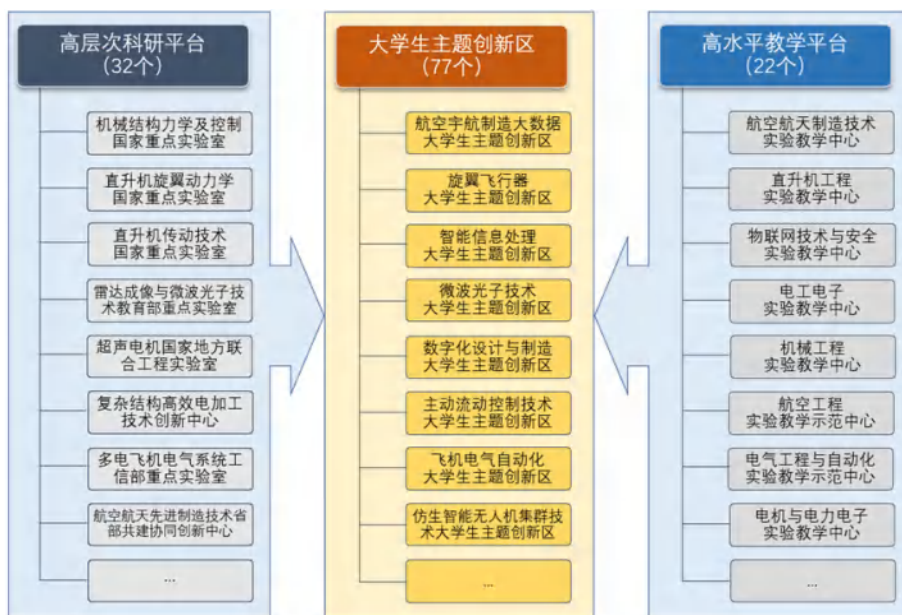 高层次科研平台
(32个)
机械结构力学及控制
国家重点实验室
直升机旋翼动力学
国家重点实验室
直升机传动技术
国家重点实验室
雷达成像与微波光子技
术教育部重点实验室
超声电机国家地方联
合工程实验室
复杂结构高效电加工
技术创新中心
多电飞机电气系统工
信部重点实验室
航空航天先进制造技术省
部共建协同创新中心
...
大学生主题创新区
(77个)
航空宇航制造大数据
大学生主题创新区
旋翼飞行器
大学生主题创新区
智能信息处理
大学生主题创新区
微波光子技术
大学生主题创新区
数字化设计与制造
大学生主题创新区
主动流动控制技术
大学生主题创新区
飞机电气自动化
大学生主题创新区
仿生智能无人机集群技
术大学生主题创新区
...
高水平教学平台
(22个)
航空航天制造技术
实验教学中心
直升机工程
实验教学中心
物联网技术与安全
实验教学中心
电工电子
实验教学中心
机械工程
实验教学中心
航空工程
实验教学示范中心
电气工程与自动化
实验教学示范中心
电机与电力电子
实验教学中心
...